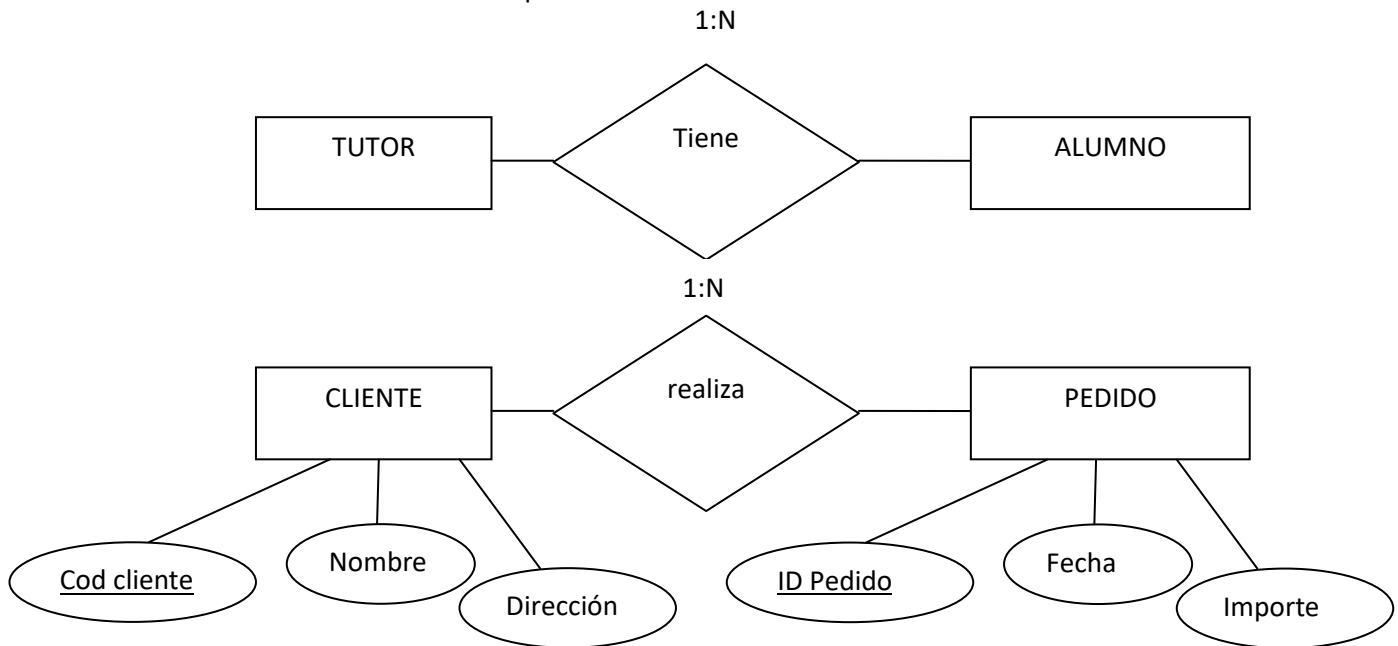 1:N
TUTOR
Tiene
ALUMNO
1:N
CLIENTE
realiza
PEDIDO
Cod cliente
Nombre
Dirección
ID Pedido
Fecha
Importe